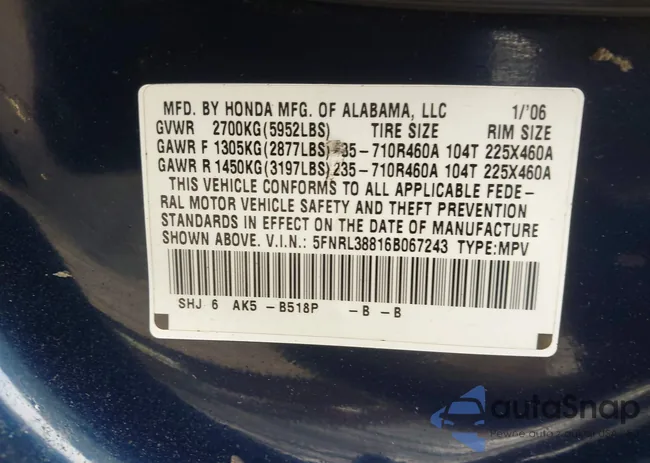 MFD. BY HONDA MFG. OF ALABAMA, LLC 1/'06
GVWR 2700KG(5952LBS) TIRE SIZE RIM SIZE
GAWR F 1305KG(2877LBS) 35-710R460A 104T 225X460A
GAWR R 1450KG(3197LBS) 235-710R460A 104T 225X460A
THIS VEHICLE CONFORMS TO ALL APPLICABLE FEDE-
RAL MOTOR VEHICLE SAFETY AND THEFT PREVENTION
STANDARDS IN EFFECT ON THE DATE OF MANUFACTURE
SHOWN ABOVE. V.I.N.: 5FNRL38816B067243 TYPE:MPV
SHJ 6 AK5 -B518P -B -B
autoSnap
pewne auto z